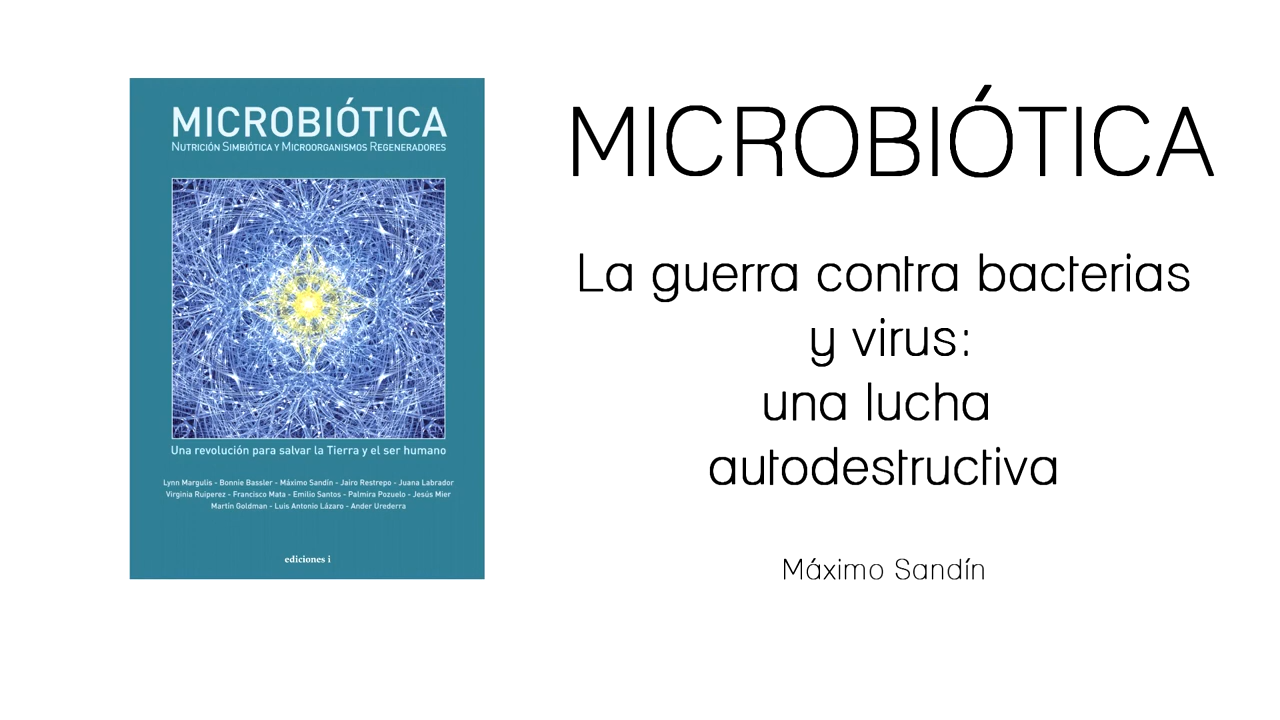 MICROBIÓTICA
NUTRICIÓN SIMBIÓTICA Y MICROORGANISMOS REGENERADORES
Una revolución para salvar la Tierra y el ser humano
Lynn Margulis - Bonnie Bassler - Máximo Sandín - Jairo Restrepo - Juana Labrador
Virginia Ruiperez - Francisco Mata - Emilio Santos - Palmira Pozuelo - Jesús Mier
Martín Goldman - Luis Antonio Lázaro - Ander Urederra
ediciones i
MICROBIÓTICA
La guerra contra bacterias
y virus:
una lucha
autodestructiva
Máximo Sandín